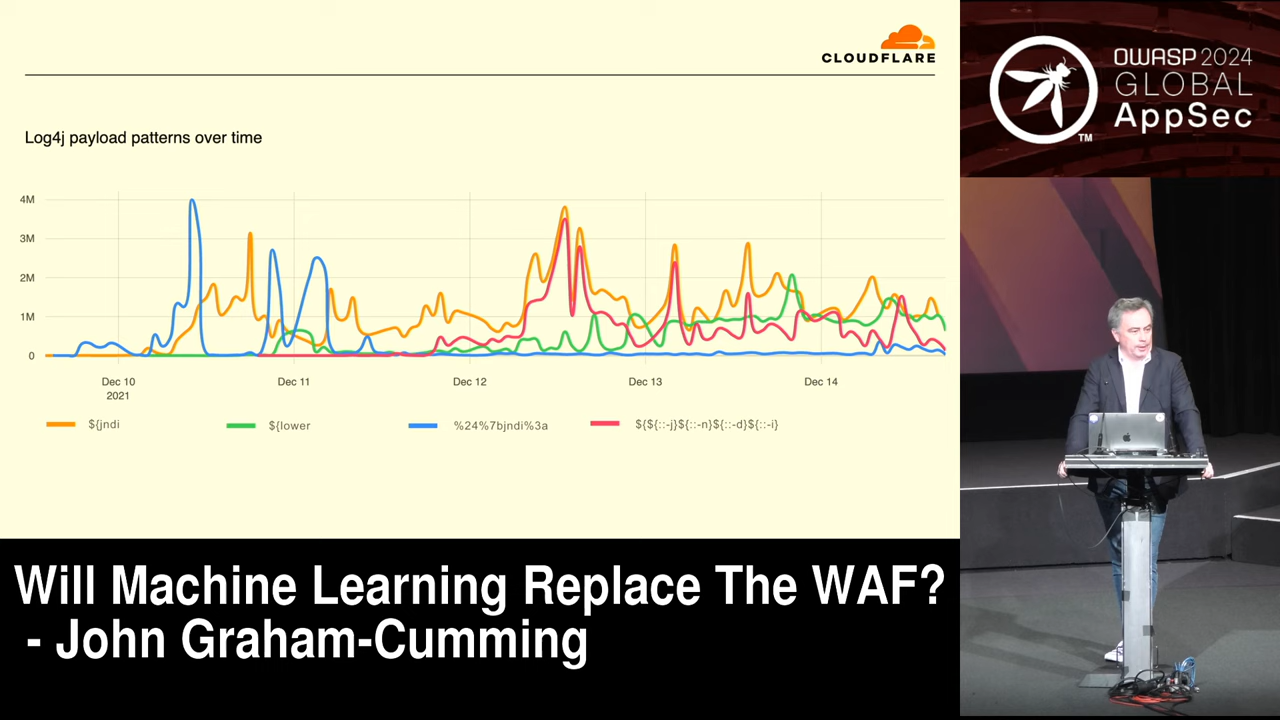 CLOUDFLARE
Log4j payload patterns over time
4M
3M
2M
1M
0
Dec 10
2021
Dec 11
Dec 12
Dec 13
Dec 14
${jndi
${lower
%24%7bjndi%3a
${${::-j}${::-n}${::-d}${::-i}
Will Machine Learning Replace The WAF?
- John Graham-Cumming
OWASP 2024
GLOBAL
AppSec
TM